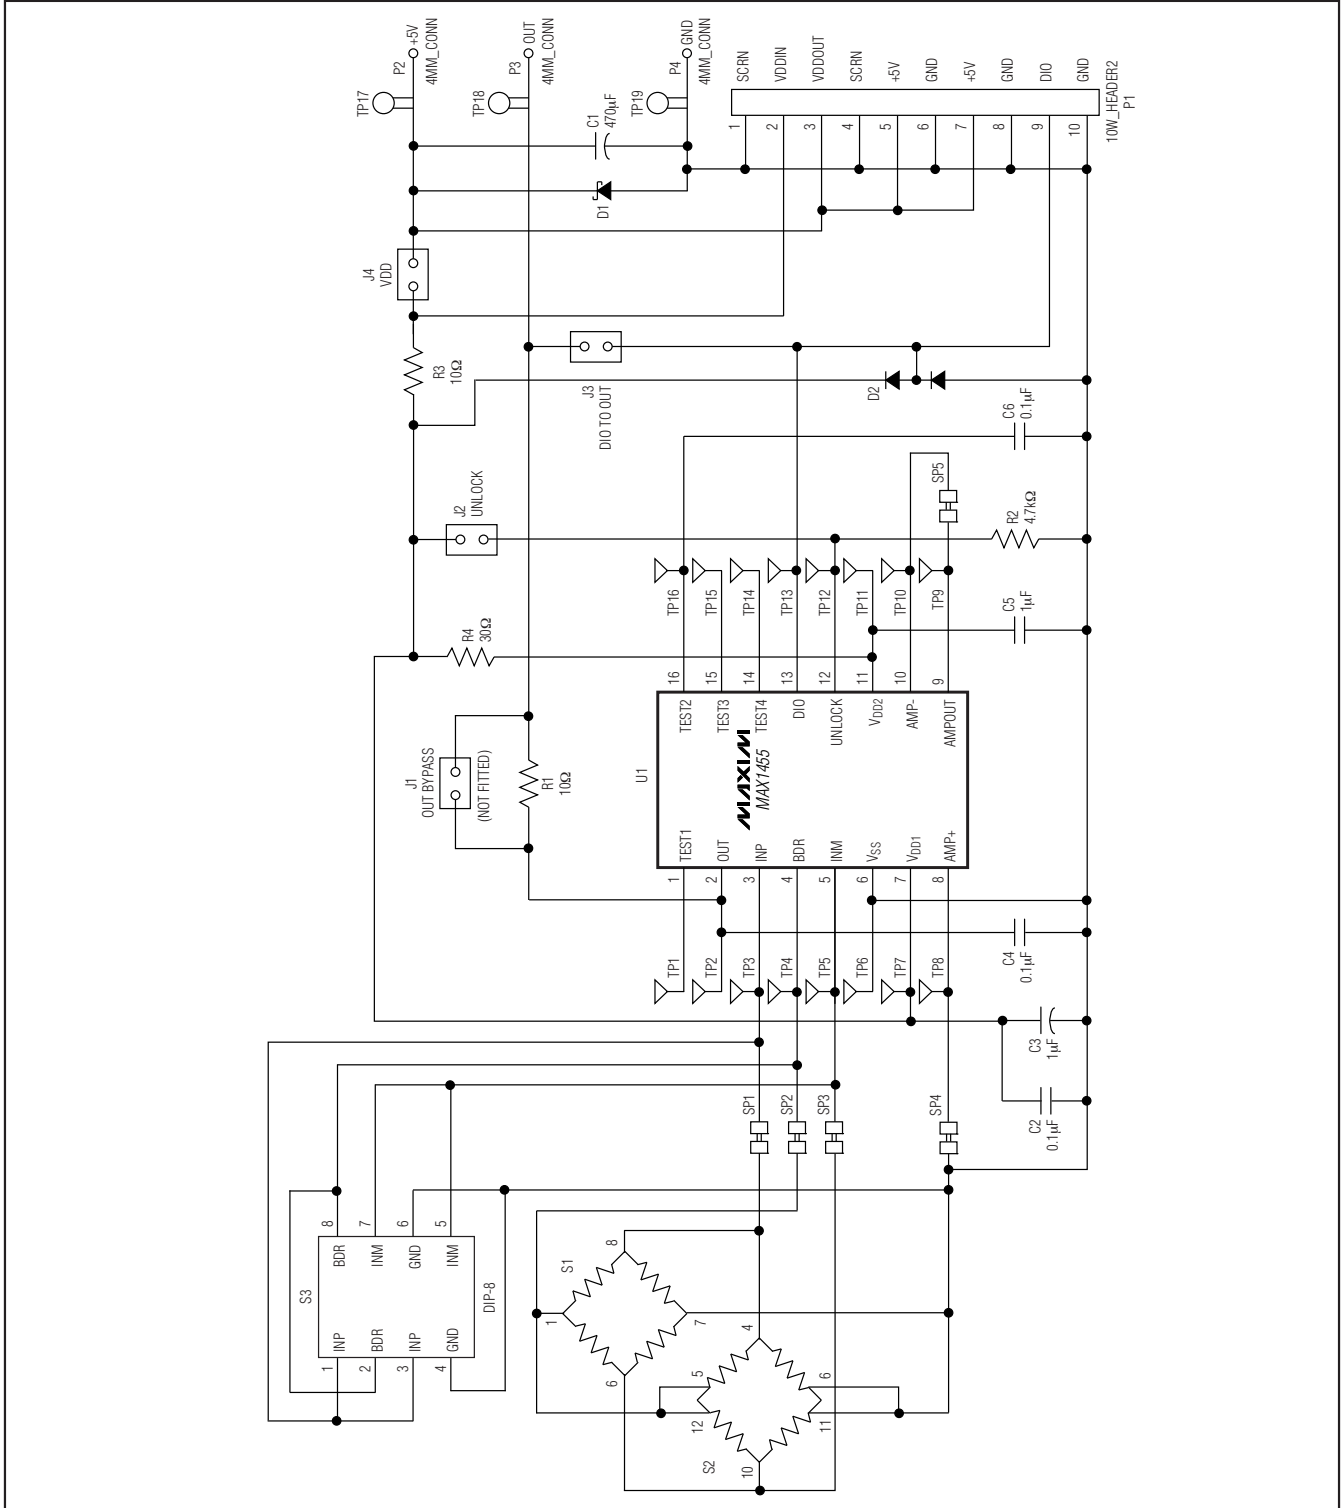 P2
+5V
4MM_CONN
TP17
P3
OUT
4MM_CONN
TP18
P4
GND
4MM_CONN
TP19
C1
470µF
D1
SCRN
VDDIN
VDDOUT
SCRN
+5V
GND
+5V
GND
DIO
GND
1
2
3
4
5
6
7
8
9
10
10W_HEADER2
P1
J4
VDD
R3
10Ω
J3
DIO TO OUT
D2
C6
0.1µF
J2
UNLOCK
SP5
R2
4.7kΩ
R4
30Ω
TP16
TP15
TP14
TP13
TP12
TP11
TP10
TP9
C5
1µF
16
15
14
13
12
11
10
9
TEST2
TEST3
TEST4
DIO
UNLOCK
VDD2
AMP-
AMPOUT
J1
OUT BYPASS
(NOT FITTED)
R1
10Ω
U1
MAXIM
MAX1455
TEST1
OUT
INP
BDR
INM
VSS
VDD1
AMP+
1
2
3
4
5
6
7
8
TP1
TP2
TP3
TP4
TP5
TP6
TP7
TP8
C4
0.1µF
C3
1µF
C2
0.1µF
SP1
SP2
SP3
SP4
S3
8
7
6
5
BDR
INM
GND
INM
INP
BDR
INP
GND
1
2
3
4
DIP-8
S1
8
1
7
6
S2
4
5
6
12
11
10